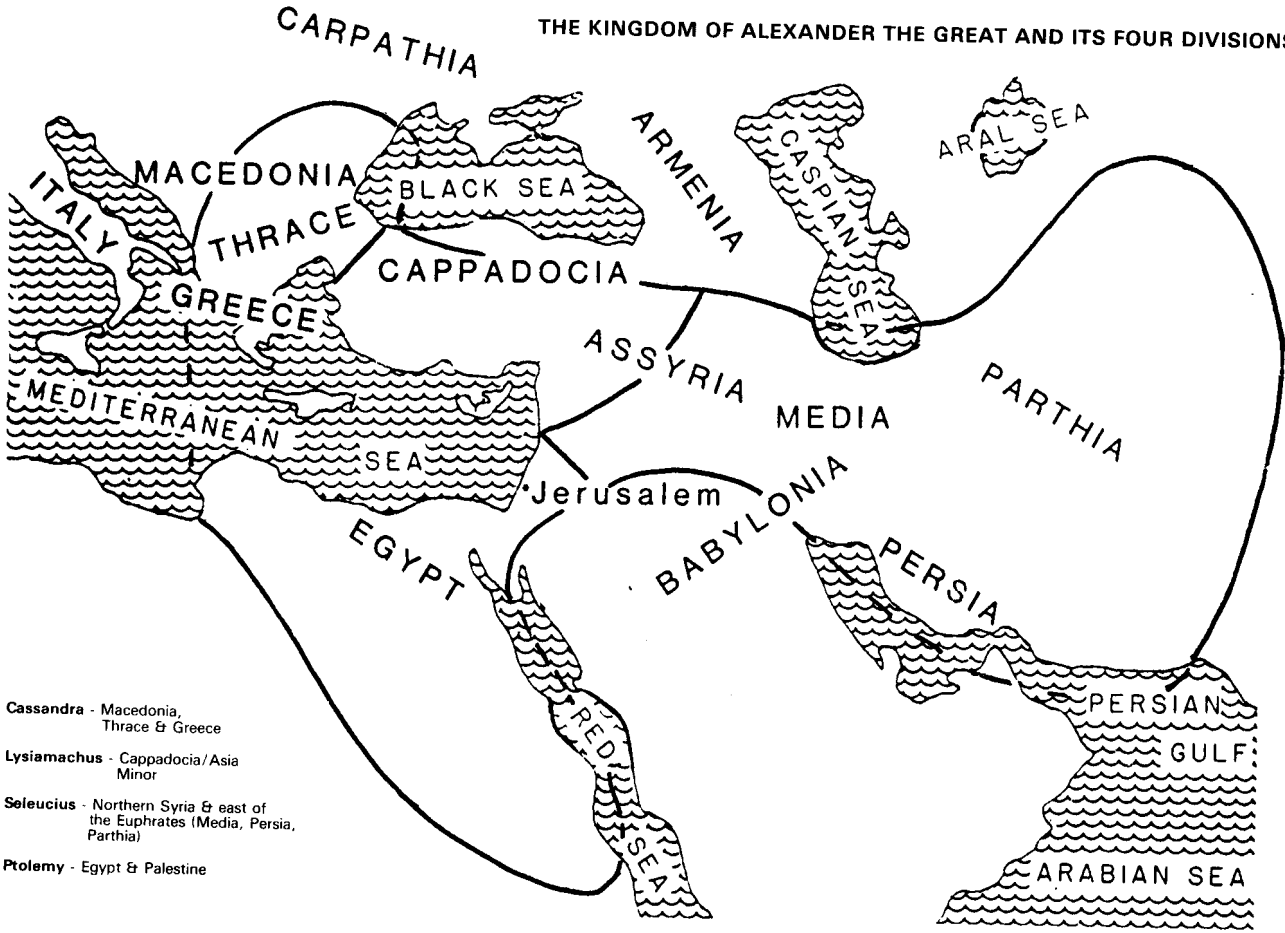 THE KINGDOM OF ALEXANDER THE GREAT AND ITS FOUR DIVISIONS
CARPATHIA
ARMENIA
CASPIAN SEA
ARAL SEA
ITALY
MACEDONIA
BLACK SEA
THRACE
CAPPADOCIA
GREECE
ASSYRIA
MEDIA
PARTHIA
MEDITERRANEAN
SEA
Jerusalem
EGYPT
BABYLONIA
PERSIA
RED SEA
PERSIAN
GULF
ARABIAN SEA
Cassandra - Macedonia,
Thrace & Greece
Lysiamachus - Cappadocia/Asia
Minor
Seleucius - Northern Syria & east of
the Euphrates (Media, Persia,
Parthia)
Ptolemy - Egypt & Palestine